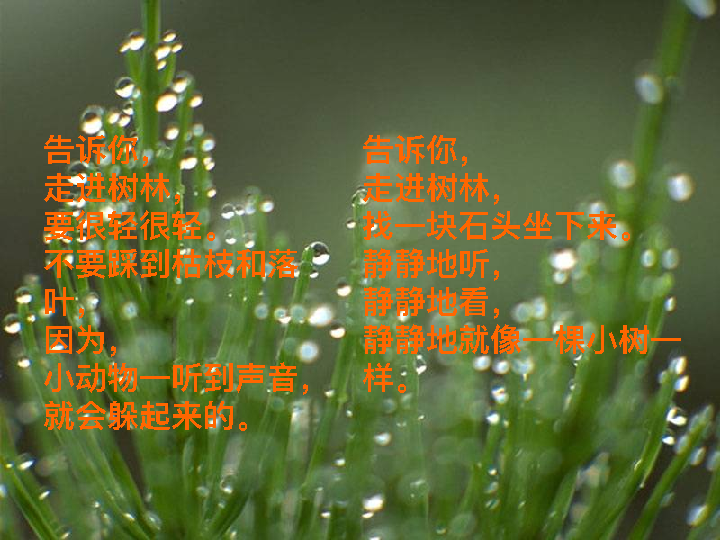 告诉你，
走进树林，
要很轻很轻。
不要踩到枯枝和落
叶，
因为，
小动物一听到声音，
就会躲起来的。
告诉你，
走进树林，
找一块石头坐下来。
静静地听，
静静地看，
静静地就像一棵小树一
样。